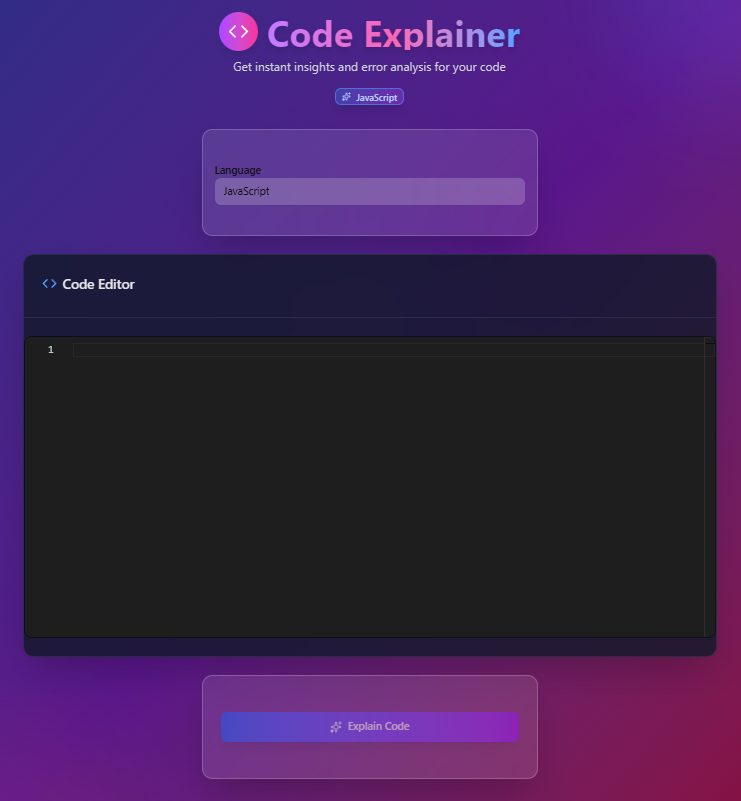 Code Explainer
Get instant insights and error analysis for your code
JavaScript
Language
JavaScript
Code Editor
1
Explain Code